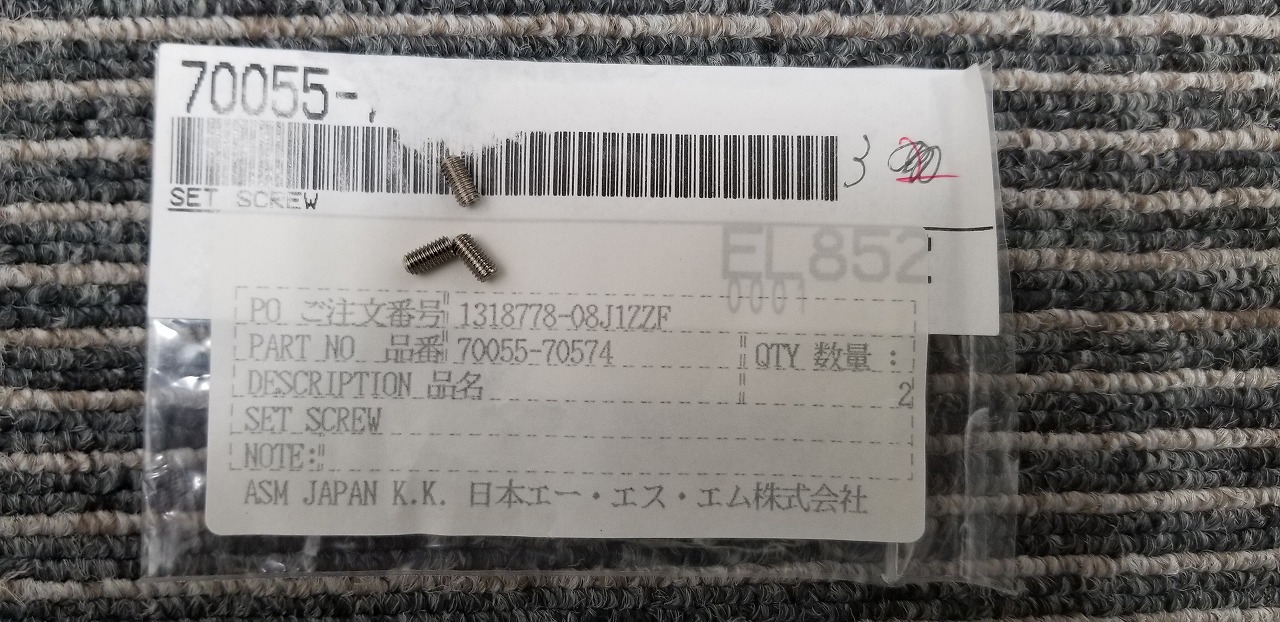 70055-
3
SET SCREW
EL852
0001
PO ご注文番号 1318778-08J1ZZF
PART NO 品番 70055-70574 QTY 数量 :
DESCRIPTION 品名 2
SET SCREW
NOTE:
ASM JAPAN K.K. 日本エー・エス・エム株式会社